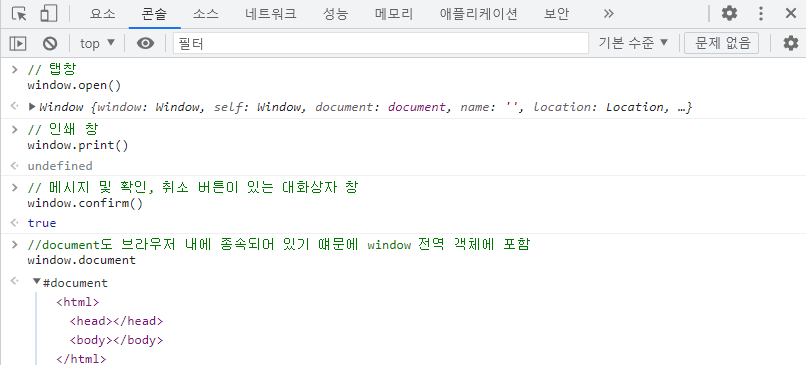 요소 콘솔 소스 네트워크 성능 메모리 애플리케이션 보안 »
top ▼ 필터 기본 수준 ▼ 문제 없음
> // 탭창
window.open()
<· ▶ Window {window: Window, self: Window, document: document, name: '', location: Location, …}
> // 인쇄 창
window.print()
<· undefined
> // 메시지 및 확인, 취소 버튼이 있는 대화상자 창
window.confirm()
<· true
> //document도 브라우저 내에 종속되어 있기 떄문에 window 전역 객체에 포함
window.document
<· ▼ #document
<html>
<head></head>
<body></body>
</html>